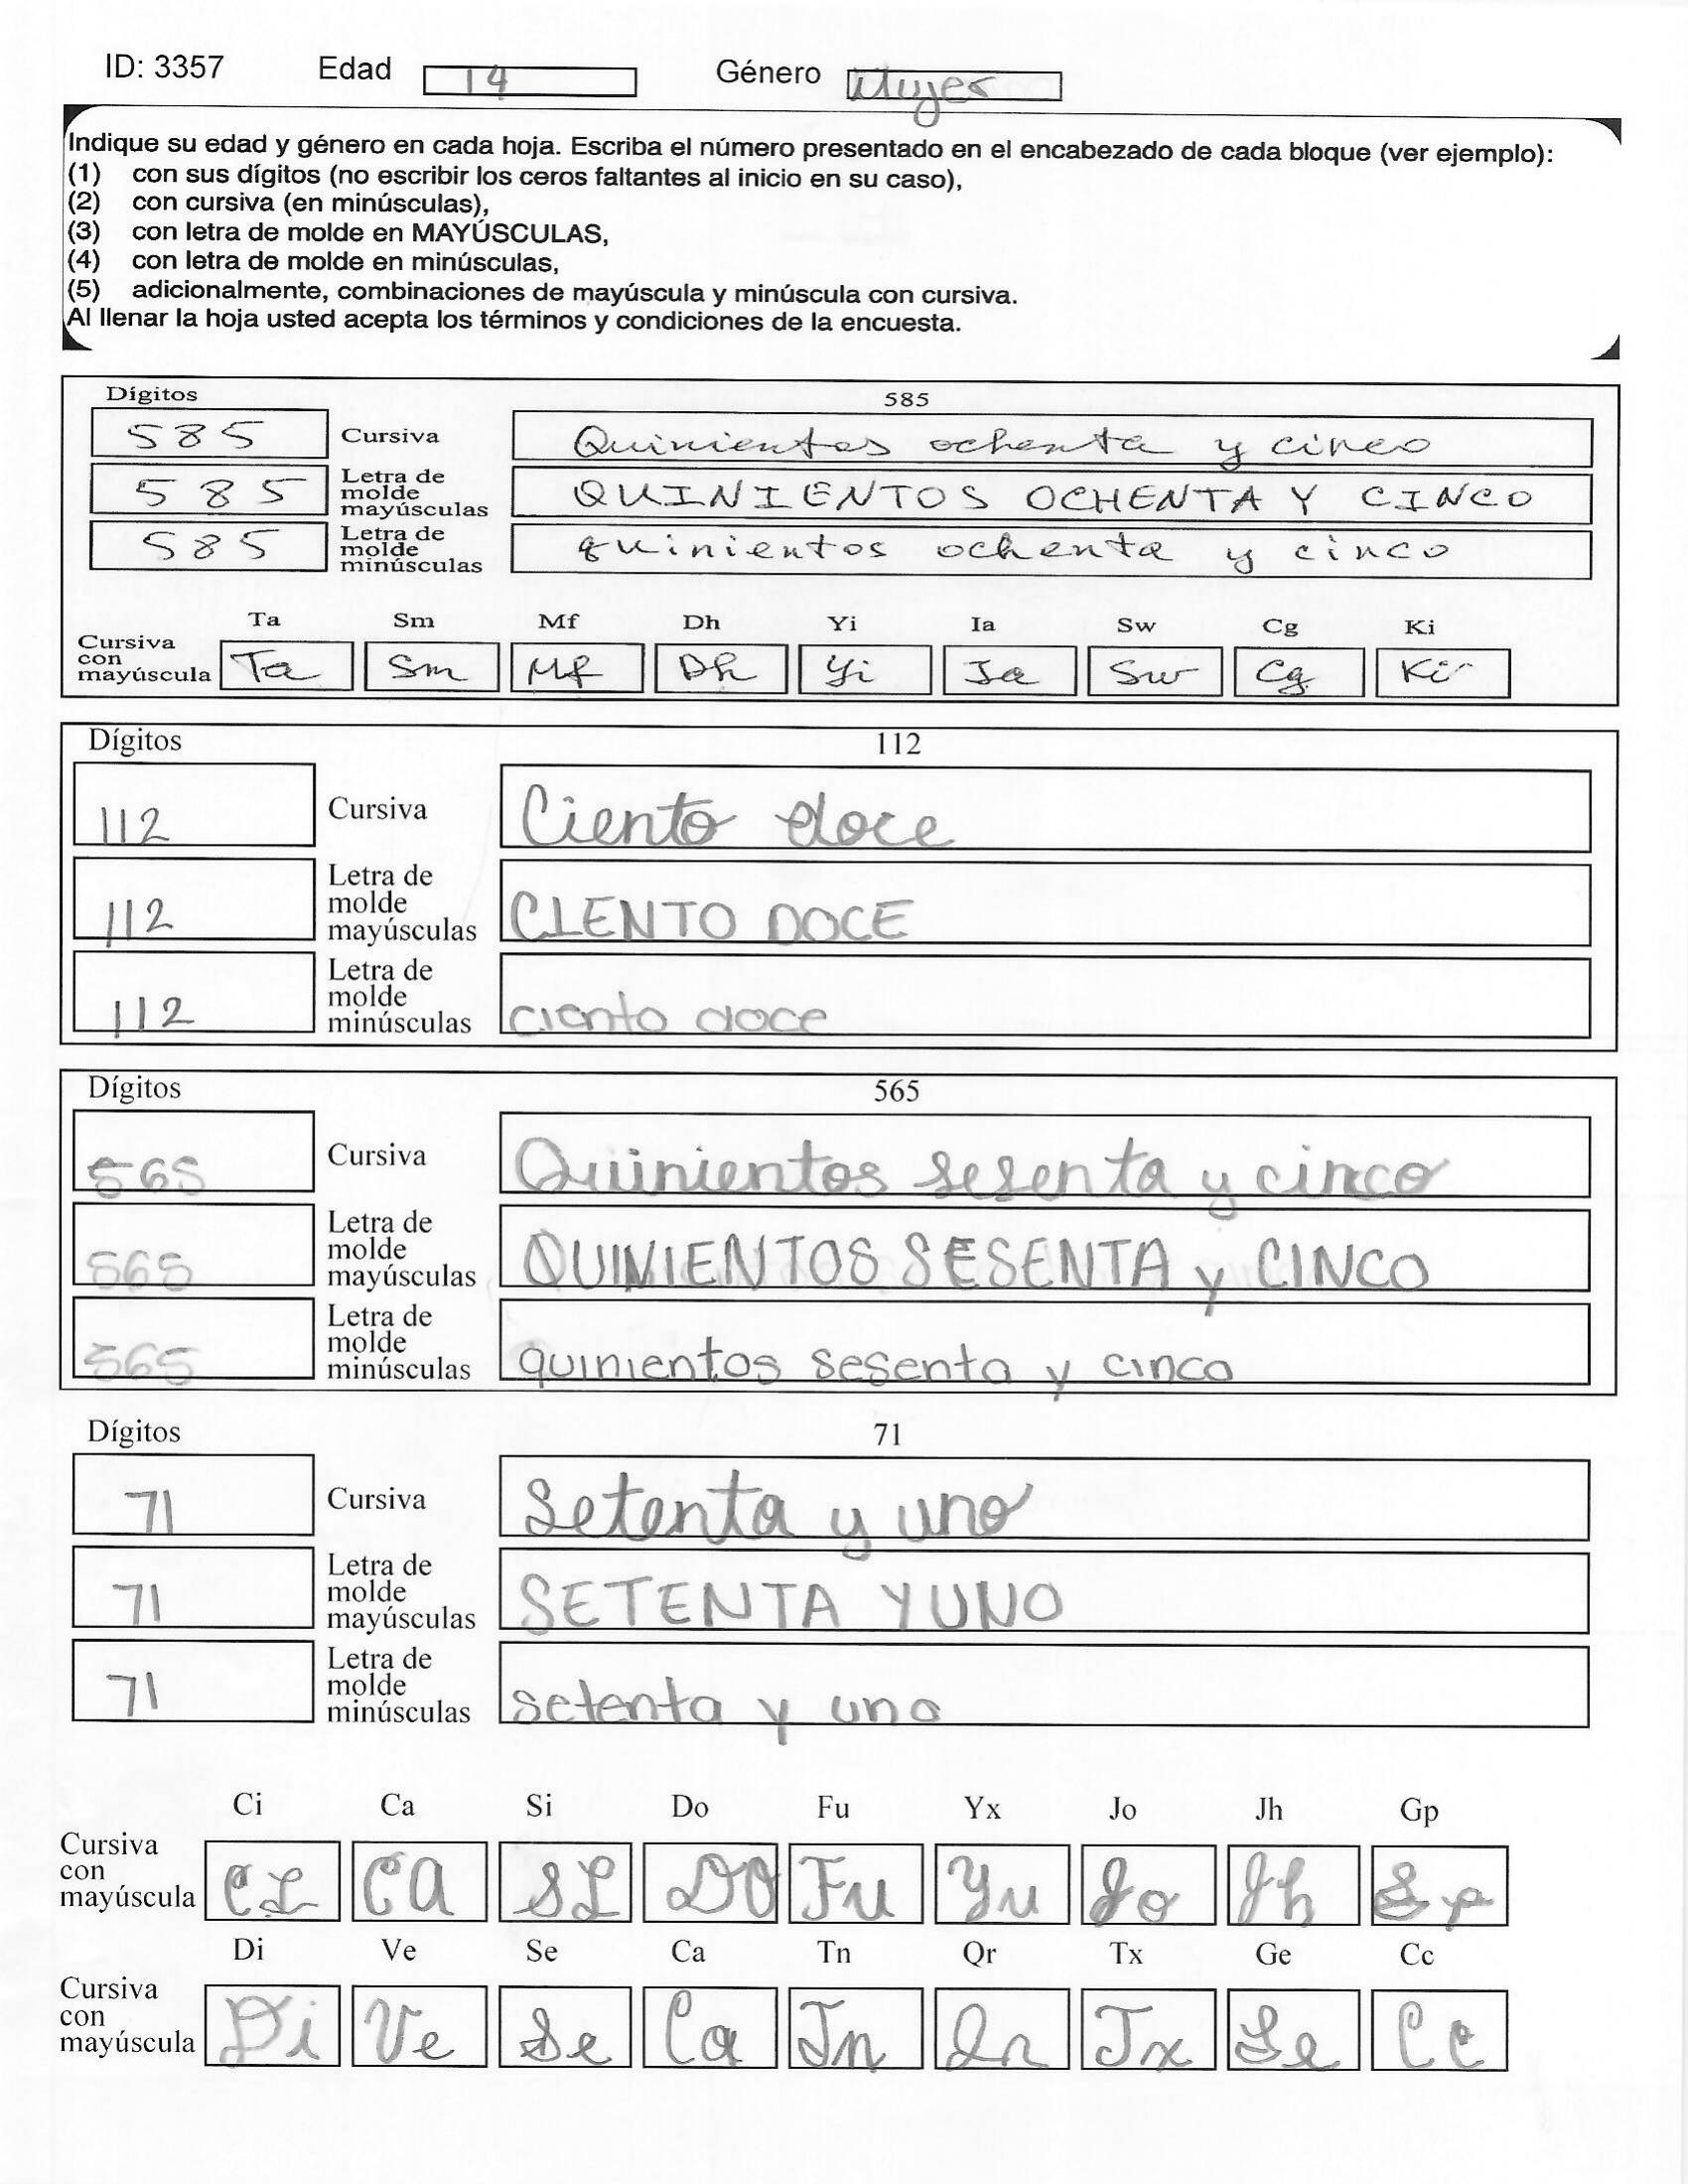 ID: 3357 Edad 14 Género Mujer
Indique su edad y género en cada hoja. Escriba el número presentado en el encabezado de cada bloque (ver ejemplo):
(1) con sus dígitos (no escribir los ceros faltantes al inicio en su caso),
(2) con cursiva (en minúsculas),
(3) con letra de molde en MAYÚSCULAS,
(4) con letra de molde en minúsculas,
(5) adicionalmente, combinaciones de mayúscula y minúscula con cursiva.
Al llenar la hoja usted acepta los términos y condiciones de la encuesta.
Dígitos 585
585 Cursiva Quinientos ochenta y cinco
585 Letra de molde mayúsculas QUINIENTOS OCHENTA Y CINCO
585 Letra de molde minúsculas quinientos ochenta y cinco
Ta Sm Mf Dh Yi Ia Sw Cg Ki
Cursiva con mayúscula Ta Sm Mf Dh Yi Ia Sw Cg Ki
Dígitos 112
112 Cursiva Ciento doce
112 Letra de molde mayúsculas CIENTO DOCE
112 Letra de molde minúsculas ciento doce
Dígitos 565
565 Cursiva Quinientos sesenta y cinco
565 Letra de molde mayúsculas QUINIENTOS SESENTA y CINCO
565 Letra de molde minúsculas quinientos sesenta y cinco
Dígitos 71
71 Cursiva Setenta y uno
71 Letra de molde mayúsculas SETENTA Y UNO
71 Letra de molde minúsculas setenta y uno
Ci Ca Si Do Fu Yx Jo Jh Gp
Cursiva con mayúscula CI CA SI DO Fu Yu Jo Jh Gp
Di Ve Se Ca Tn Qr Tx Ge Cc
Cursiva con mayúscula Di Ve Se Ca Tn Qr Tx Ge Cc